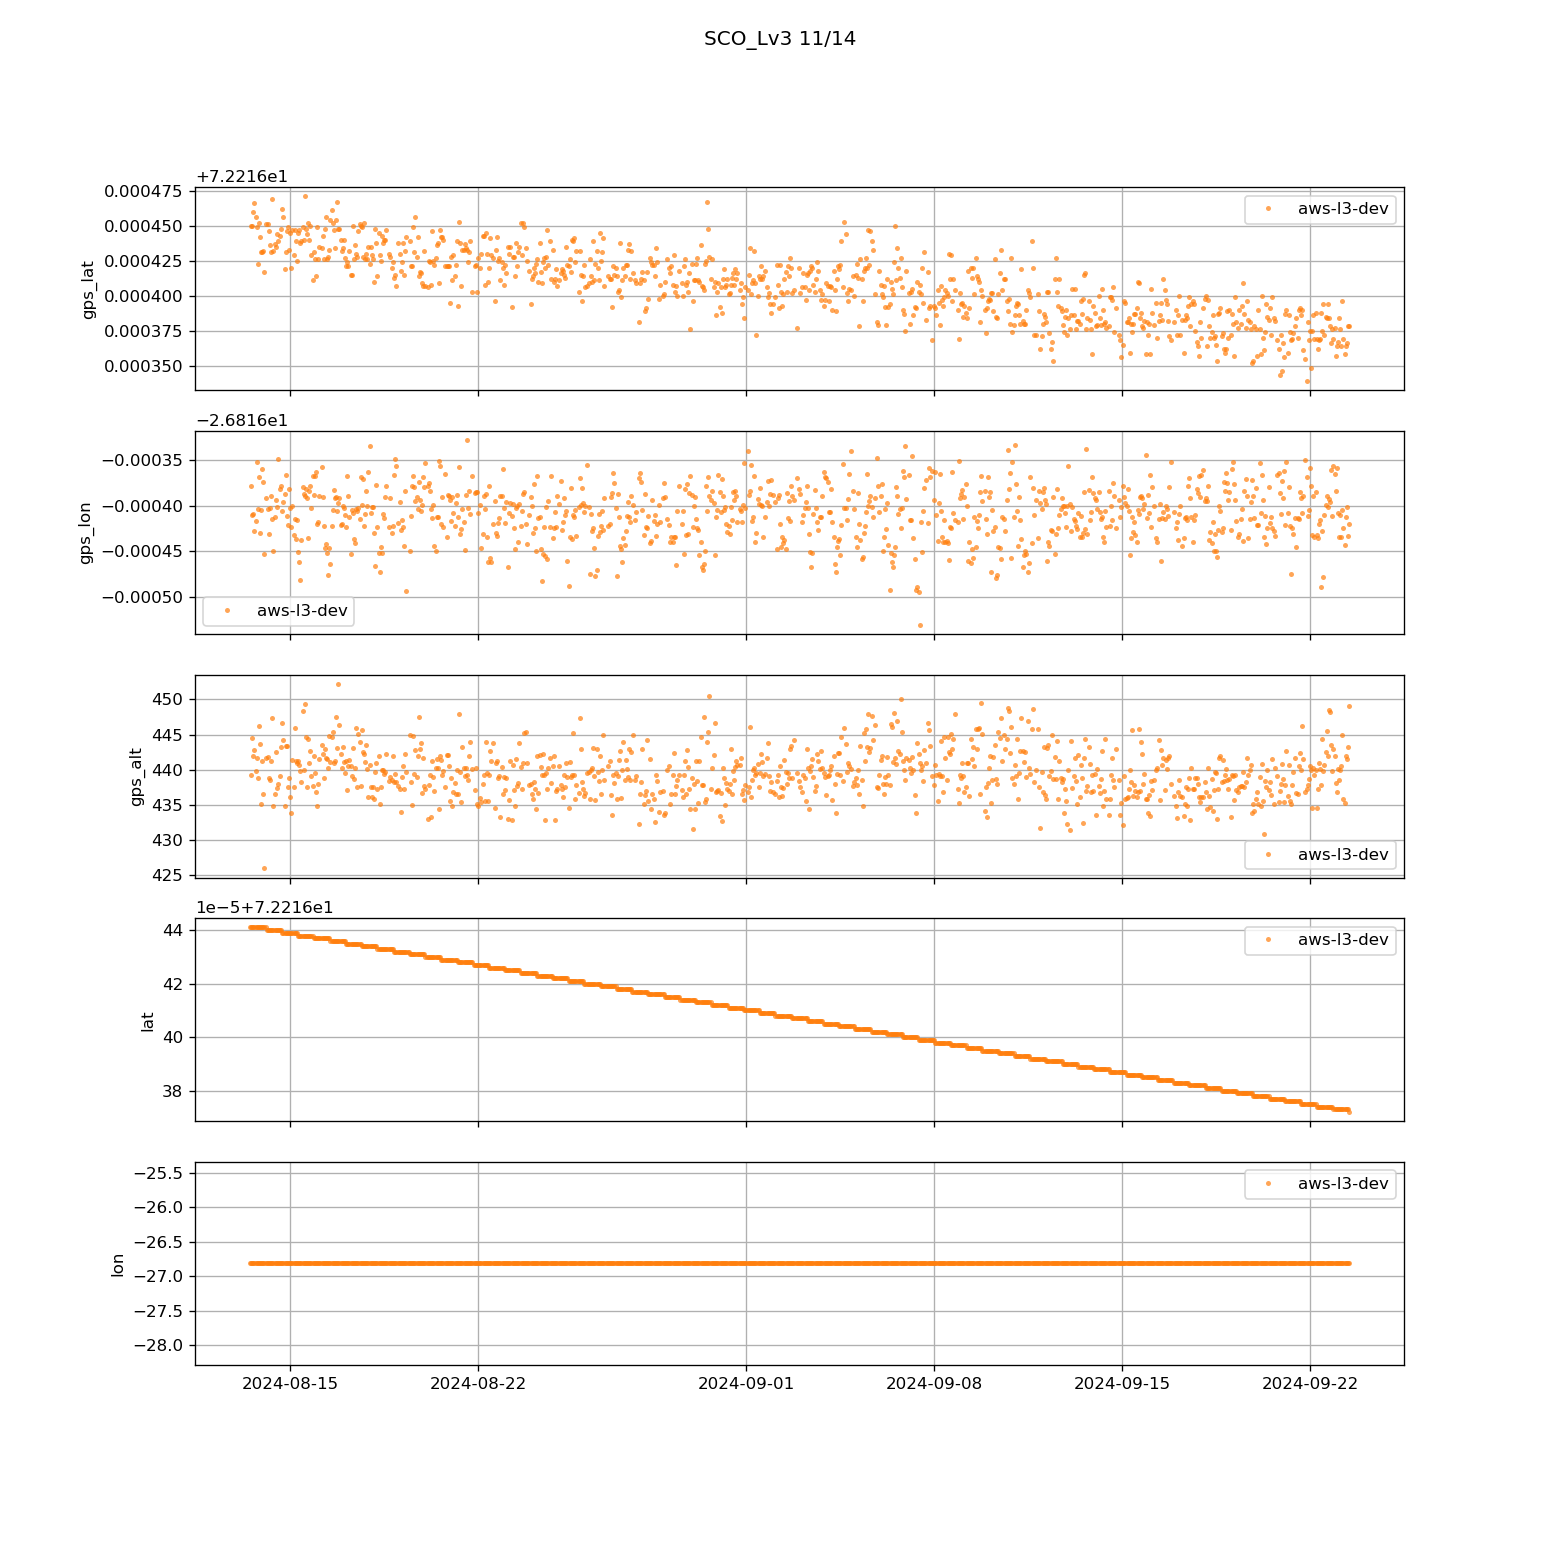 SCO_Lv3 11/14
+7.2216e1
0.000475
0.000450
0.000425
0.000400
0.000375
0.000350
gps_lat
aws-l3-dev
−2.6816e1
−0.00035
−0.00040
−0.00045
−0.00050
gps_lon
aws-l3-dev
450
445
440
435
430
425
gps_alt
aws-l3-dev
1e−5+7.2216e1
44
42
40
38
lat
aws-l3-dev
−25.5
−26.0
−26.5
−27.0
−27.5
−28.0
lon
aws-l3-dev
2024-08-15 2024-08-22 2024-09-01 2024-09-08 2024-09-15 2024-09-22